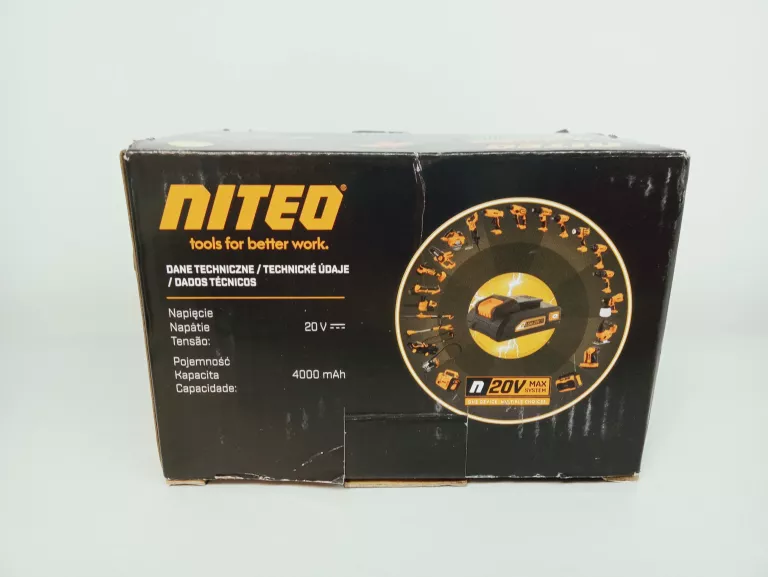 NITEO®
tools for better work.
DANE TECHNICZNE / TECHNICKÉ ÚDAJE
/ DADOS TÉCNICOS
Napięcie
Napätie
Tensão:
20 V ⎓
Pojemność
Kapacita
Capacidade:
4000 mAh
n 20V MAX
SYSTEM